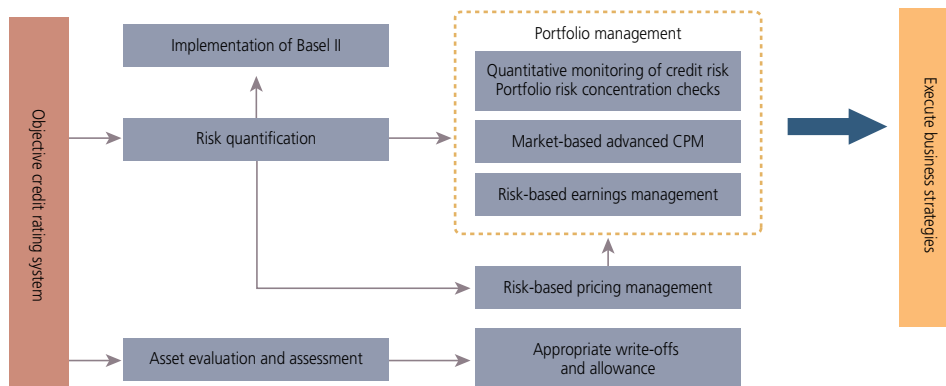 Objective credit rating system
Implementation of Basel II
Risk quantification
Asset evaluation and assessment
Portfolio management
Quantitative monitoring of credit risk
Portfolio risk concentration checks
Market-based advanced CPM
Risk-based earnings management
Risk-based pricing management
Appropriate write-offs
and allowance
Execute business strategies